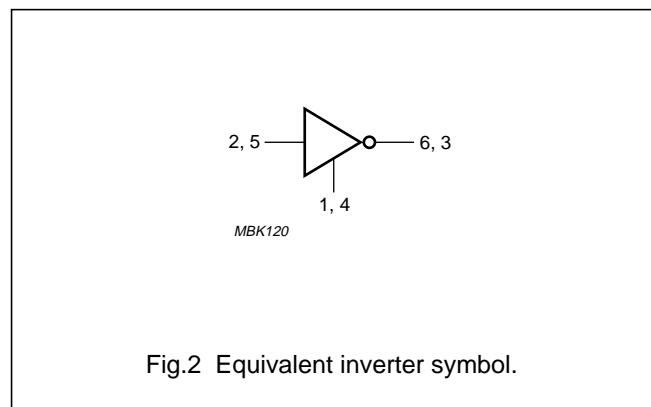 2, 5
6, 3
1, 4
MBK120
Fig.2 Equivalent inverter symbol.